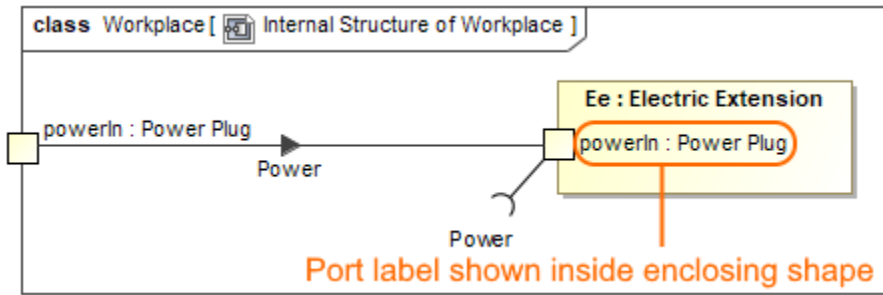 class Workplace [ Internal Structure of Workplace ]
Ee : Electric Extension
powerIn : Power Plug
powerIn : Power Plug
Power
Power
Port label shown inside enclosing shape